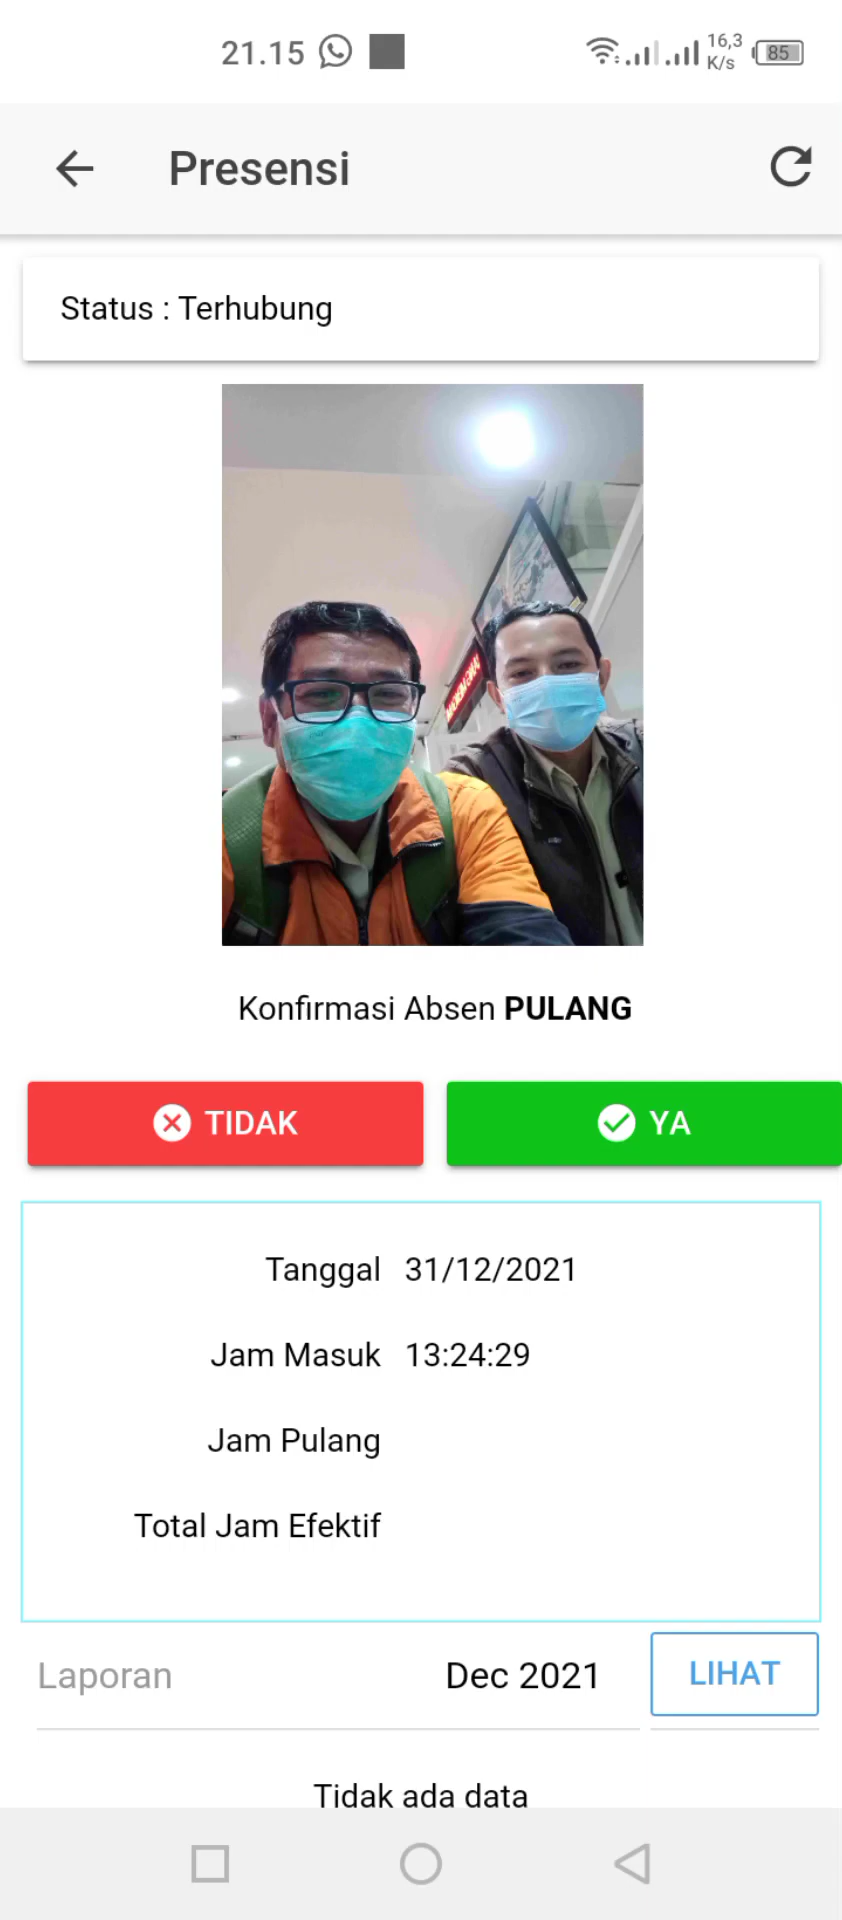 21.15 16,3 K/s 85
Presensi
Status : Terhubung
Konfirmasi Absen PULANG
TIDAK YA
Tanggal 31/12/2021
Jam Masuk 13:24:29
Jam Pulang
Total Jam Efektif
Laporan Dec 2021 LIHAT
Tidak ada data